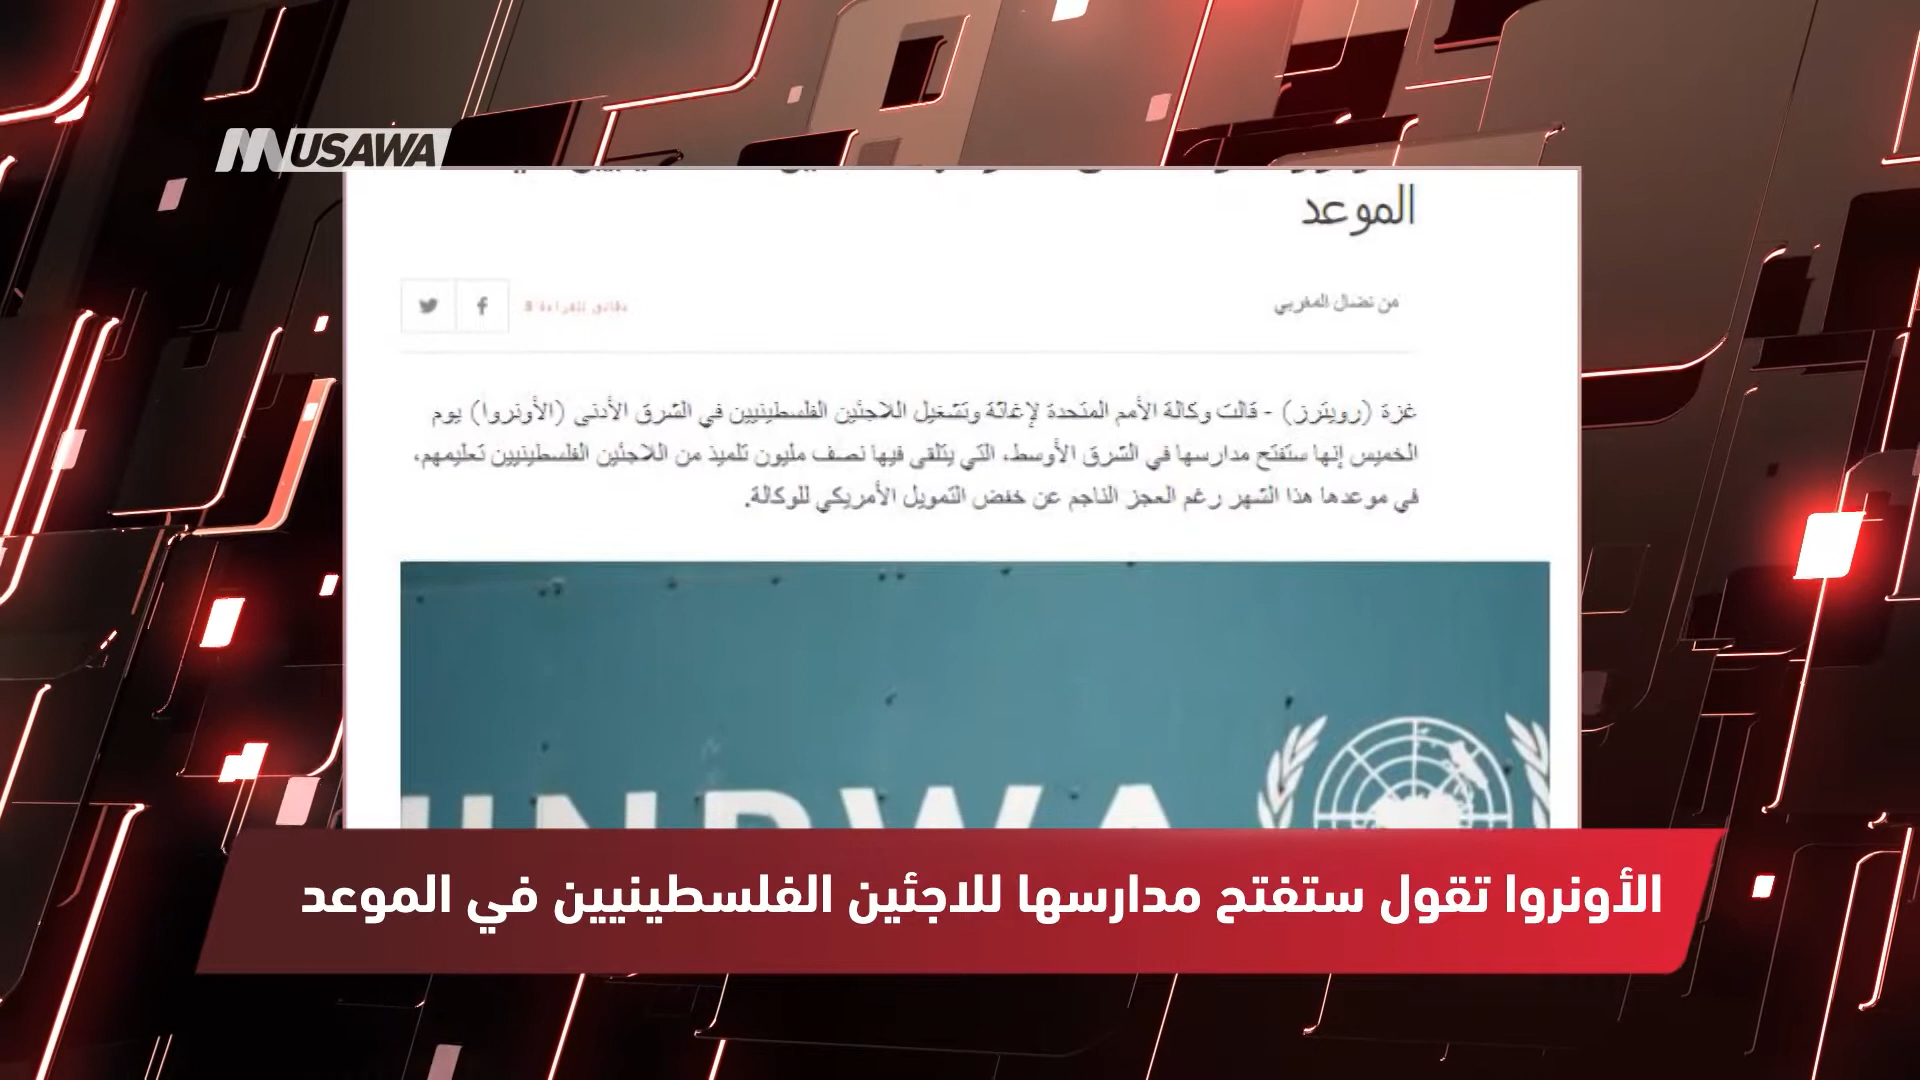 MUSAWA
الموعد
من نضال المغربي
دقائق للقراءة
غزة (رويترز) - قالت وكالة الأمم المتحدة لإغاثة وتشغيل اللاجئين الفلسطينيين في الشرق الأدنى (الأونروا) يوم
الخميس إنها ستفتح مدارسها في الشرق الأوسط، التي يتلقى فيها نصف مليون تلميذ من اللاجئين الفلسطينيين تعليمهم،
في موعدها هذا الشهر رغم العجز الناجم عن خفض التمويل الأمريكي للوكالة.
UNRWA
الأونروا تقول ستفتح مدارسها للاجئين الفلسطينيين في الموعد